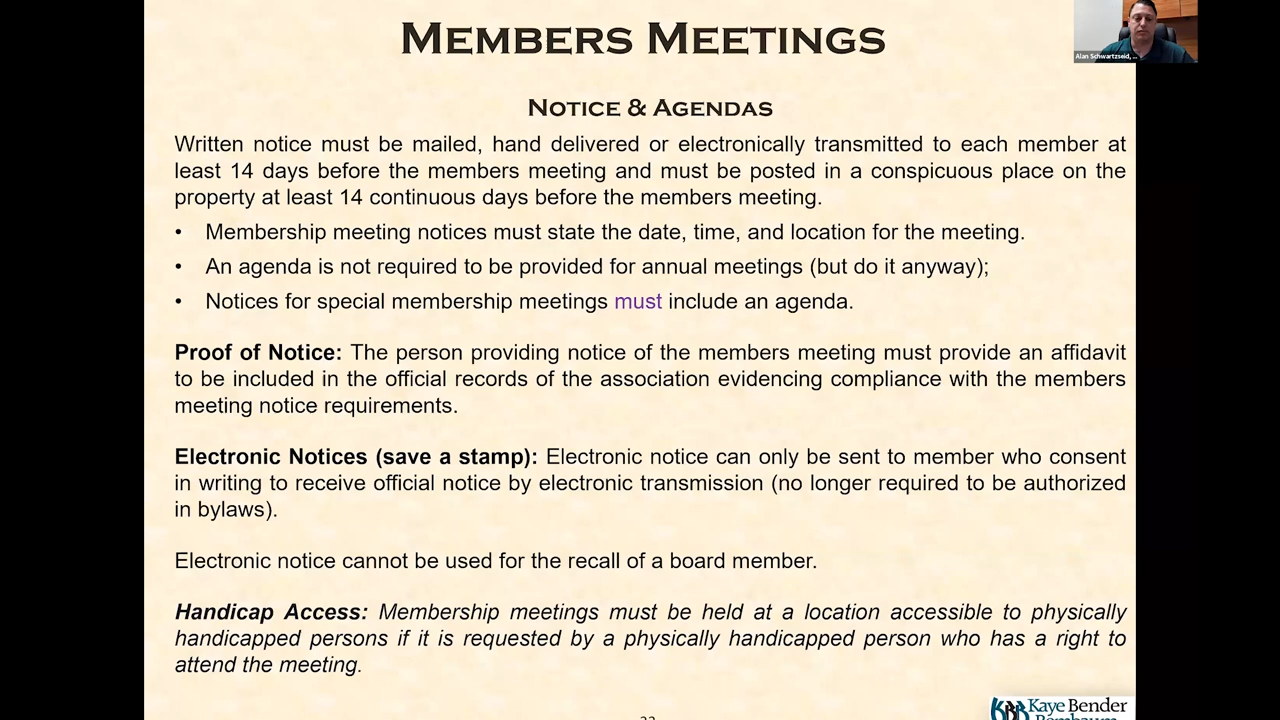 MEMBERS MEETINGS
Alan Schwartzseid, ...
NOTICE & AGENDAS
Written notice must be mailed, hand delivered or electronically transmitted to each member at
least 14 days before the members meeting and must be posted in a conspicuous place on the
property at least 14 continuous days before the members meeting.
• Membership meeting notices must state the date, time, and location for the meeting.
• An agenda is not required to be provided for annual meetings (but do it anyway);
• Notices for special membership meetings must include an agenda.
Proof of Notice: The person providing notice of the members meeting must provide an affidavit
to be included in the official records of the association evidencing compliance with the members
meeting notice requirements.
Electronic Notices (save a stamp): Electronic notice can only be sent to member who consent
in writing to receive official notice by electronic transmission (no longer required to be authorized
in bylaws).
Electronic notice cannot be used for the recall of a board member.
Handicap Access: Membership meetings must be held at a location accessible to physically
handicapped persons if it is requested by a physically handicapped person who has a right to
attend the meeting.
KBR Kaye Bender